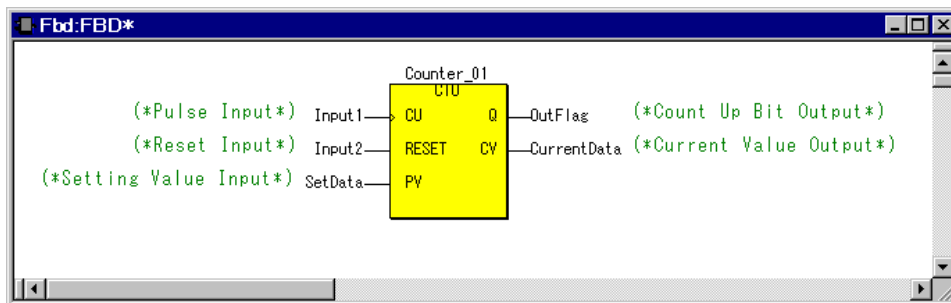 Fbd:FBD*
Counter_01
CTU
(*Pulse Input*) Input1 CU Q OutFlag (*Count Up Bit Output*)
(*Reset Input*) Input2 RESET CV CurrentData (*Current Value Output*)
(*Setting Value Input*) SetData PV